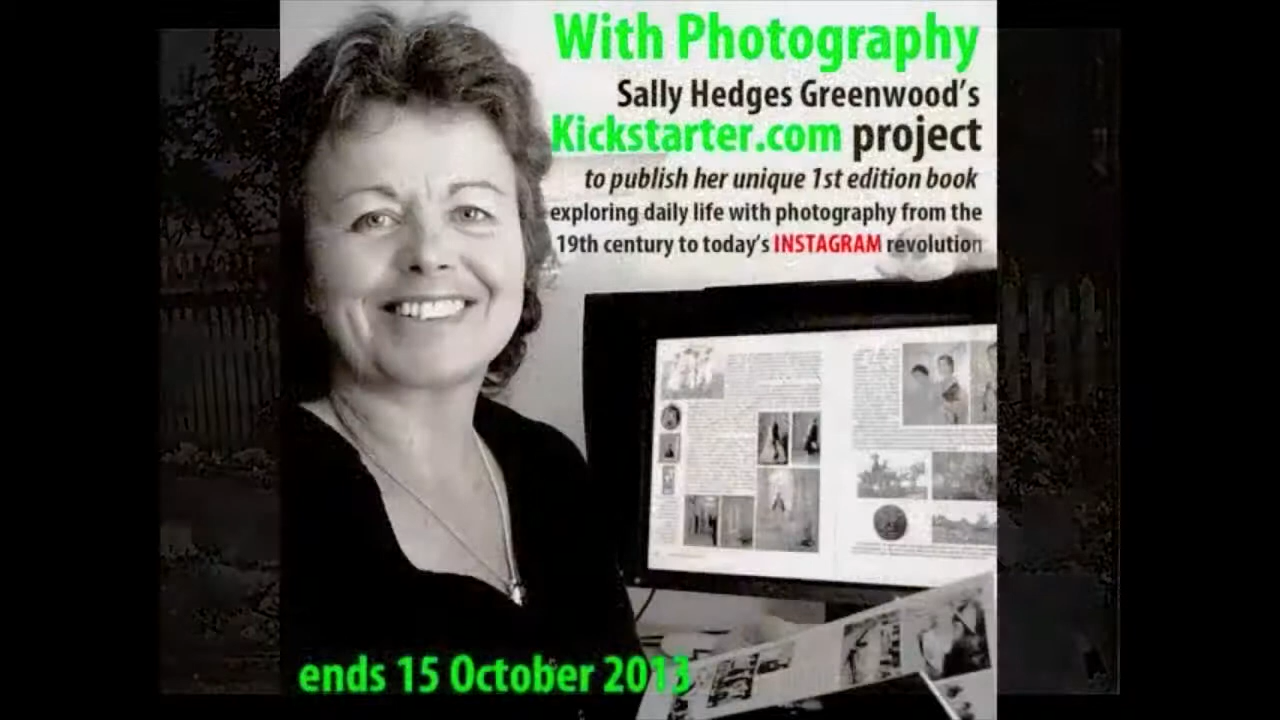 With Photography
Sally Hedges Greenwood's
Kickstarter.com project
to publish her unique 1st edition book
exploring daily life with photography from the
19th century to today's INSTAGRAM revolution
ends 15 October 2013